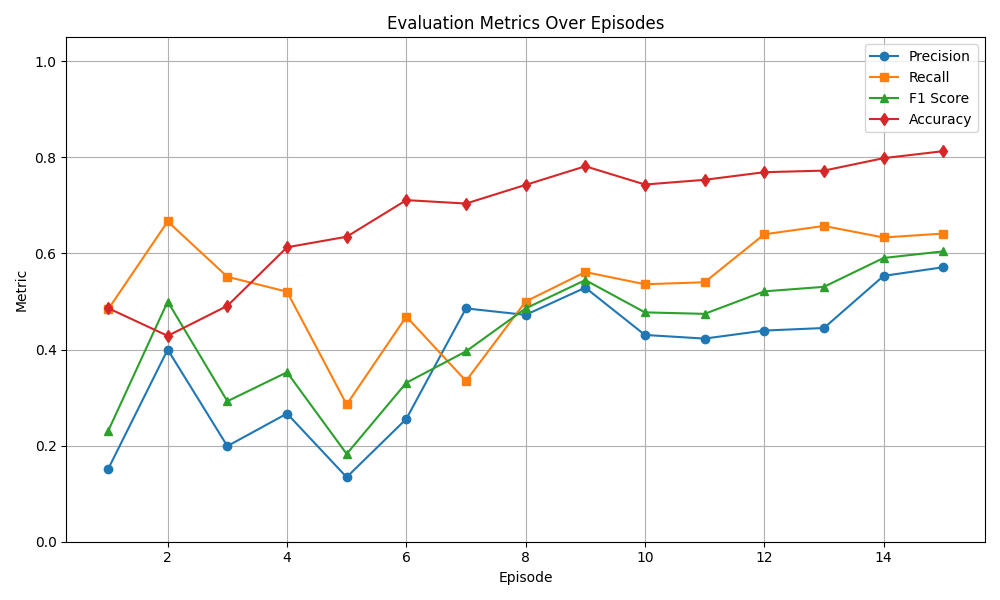 Evaluation Metrics Over Episodes
Precision
Recall
F1 Score
Accuracy
Metric
1.0
0.8
0.6
0.4
0.2
0.0
2 4 6 8 10 12 14
Episode